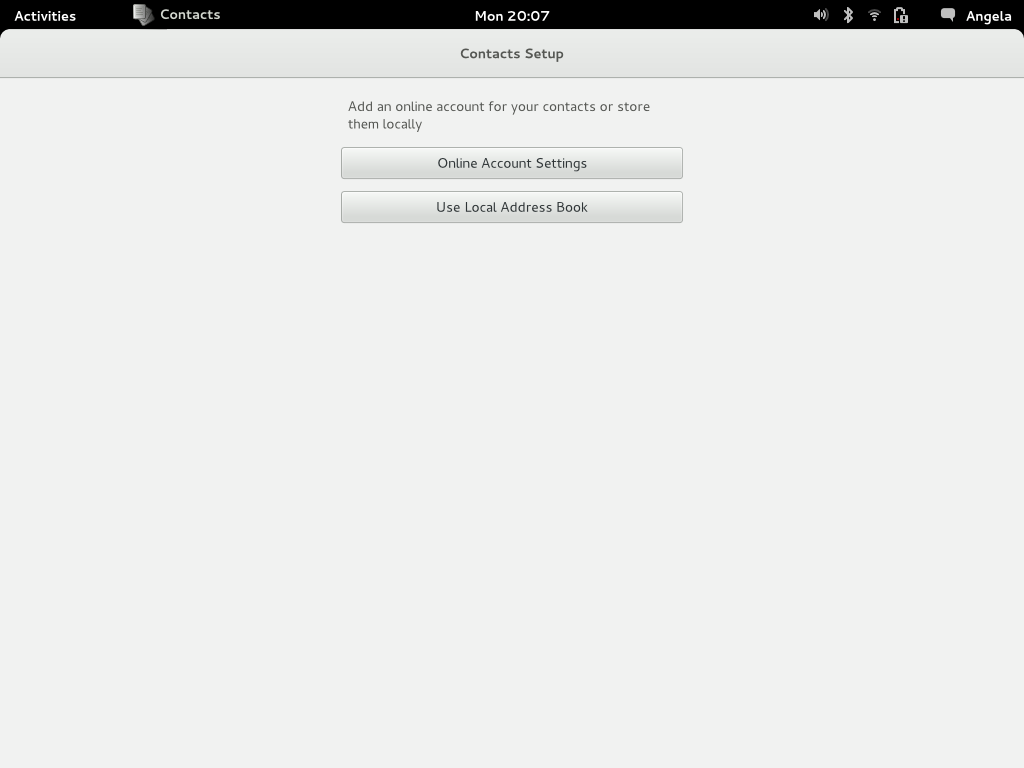 Activities
Contacts
Mon 20:07
Angela
Contacts Setup
Add an online account for your contacts or store
them locally
Online Account Settings
Use Local Address Book